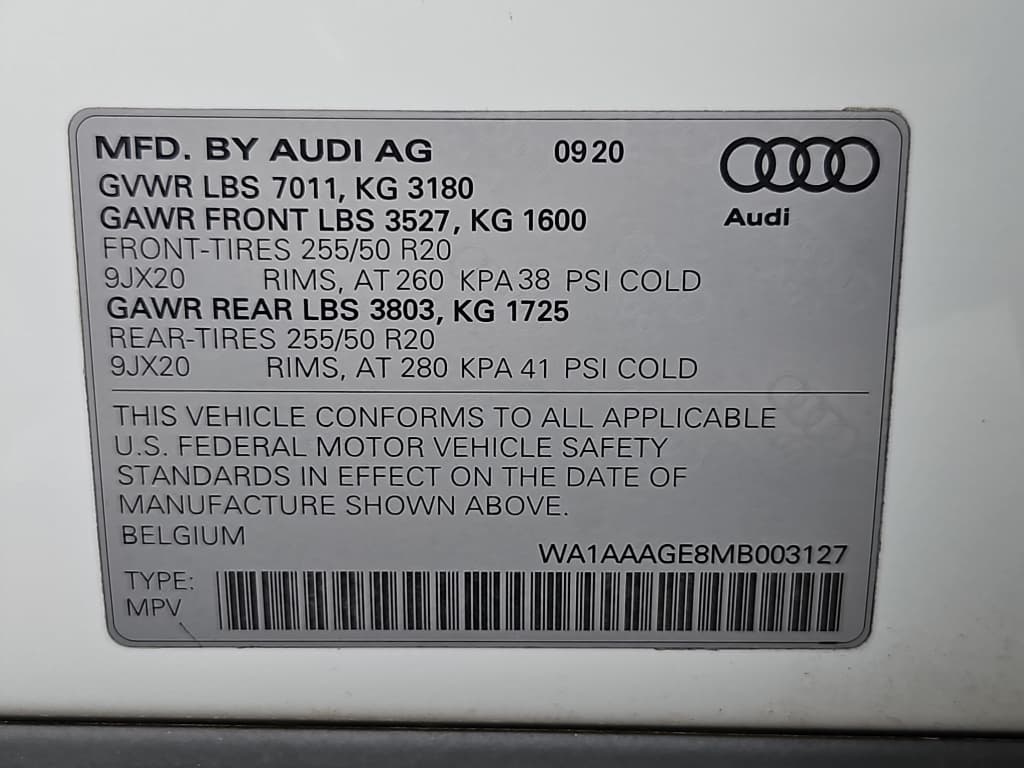 MFD. BY AUDI AG 0920
GVWR LBS 7011, KG 3180
GAWR FRONT LBS 3527, KG 1600
Audi
FRONT-TIRES 255/50 R20
9JX20 RIMS, AT 260 KPA 38 PSI COLD
GAWR REAR LBS 3803, KG 1725
REAR-TIRES 255/50 R20
9JX20 RIMS, AT 280 KPA 41 PSI COLD
THIS VEHICLE CONFORMS TO ALL APPLICABLE
U.S. FEDERAL MOTOR VEHICLE SAFETY
STANDARDS IN EFFECT ON THE DATE OF
MANUFACTURE SHOWN ABOVE.
BELGIUM
WA1AAAGE8MB003127
TYPE:
MPV